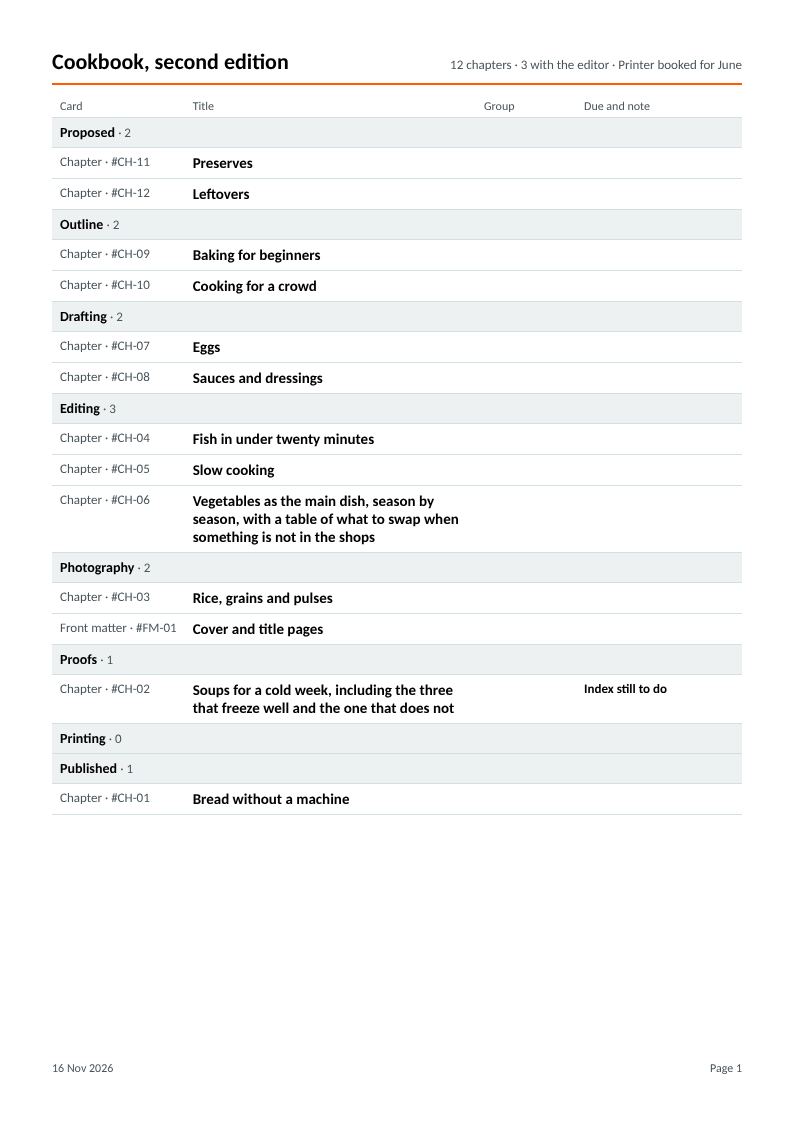 Cookbook, second edition
12 chapters · 3 with the editor · Printer booked for June
Card Title Group Due and note
Proposed · 2
Chapter · #CH-11 Preserves
Chapter · #CH-12 Leftovers
Outline · 2
Chapter · #CH-09 Baking for beginners
Chapter · #CH-10 Cooking for a crowd
Drafting · 2
Chapter · #CH-07 Eggs
Chapter · #CH-08 Sauces and dressings
Editing · 3
Chapter · #CH-04 Fish in under twenty minutes
Chapter · #CH-05 Slow cooking
Chapter · #CH-06 Vegetables as the main dish, season by
season, with a table of what to swap when
something is not in the shops
Photography · 2
Chapter · #CH-03 Rice, grains and pulses
Front matter · #FM-01 Cover and title pages
Proofs · 1
Chapter · #CH-02 Soups for a cold week, including the three Index still to do
that freeze well and the one that does not
Printing · 0
Published · 1
Chapter · #CH-01 Bread without a machine
16 Nov 2026 Page 1